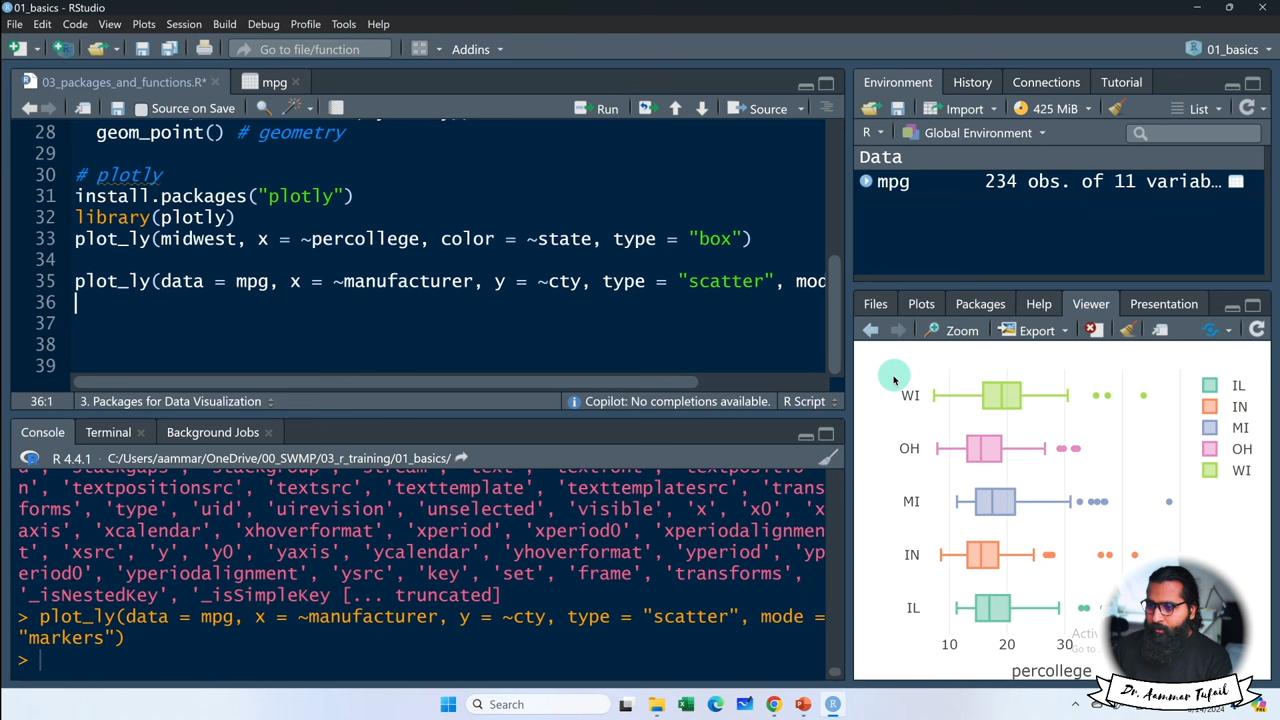 01_basics - RStudio
File Edit Code View Plots Session Build Debug Profile Tools Help
Go to file/function Addins 01_basics
03_packages_and_functions.R* mpg
Source on Save Run Source
28 geom_point() # geometry
29
30 # plotly
31 install.packages("plotly")
32 library(plotly)
33 plot_ly(midwest, x = ~percollege, color = ~state, type = "box")
34
35 plot_ly(data = mpg, x = ~manufacturer, y = ~cty, type = "scatter", mod
36
37
38
39
36:1 3. Packages for Data Visualization Copilot: No completions available. R Script
Console Terminal Background Jobs
R 4.4.1 · C:/Users/aammar/OneDrive/00_SWMP/03_r_training/01_basics/
n', 'textpositionsrc', 'textsrc', 'texttemplate', 'texttemplatesrc', 'trans
forms', 'type', 'uid', 'uirevision', 'unselected', 'visible', 'x', 'x0', 'x
axis', 'xcalendar', 'xhoverformat', 'xperiod', 'xperiod0', 'xperiodalignmen
t', 'xsrc', 'y', 'y0', 'yaxis', 'ycalendar', 'yhoverformat', 'yperiod', 'yp
eriod0', 'yperiodalignment', 'ysrc', 'key', 'set', 'frame', 'transforms',
'_isNestedKey', '_isSimpleKey [... truncated]
> plot_ly(data = mpg, x = ~manufacturer, y = ~cty, type = "scatter", mode =
"markers")
>
Environment History Connections Tutorial
Import 425 MiB List
R Global Environment
Data
mpg 234 obs. of 11 variab…
Files Plots Packages Help Viewer Presentation
Zoom Export
WI
OH
MI
IN
IL
10 20 30
percollege
IL
IN
MI
OH
WI
Dr. Aammar Tufail
Search